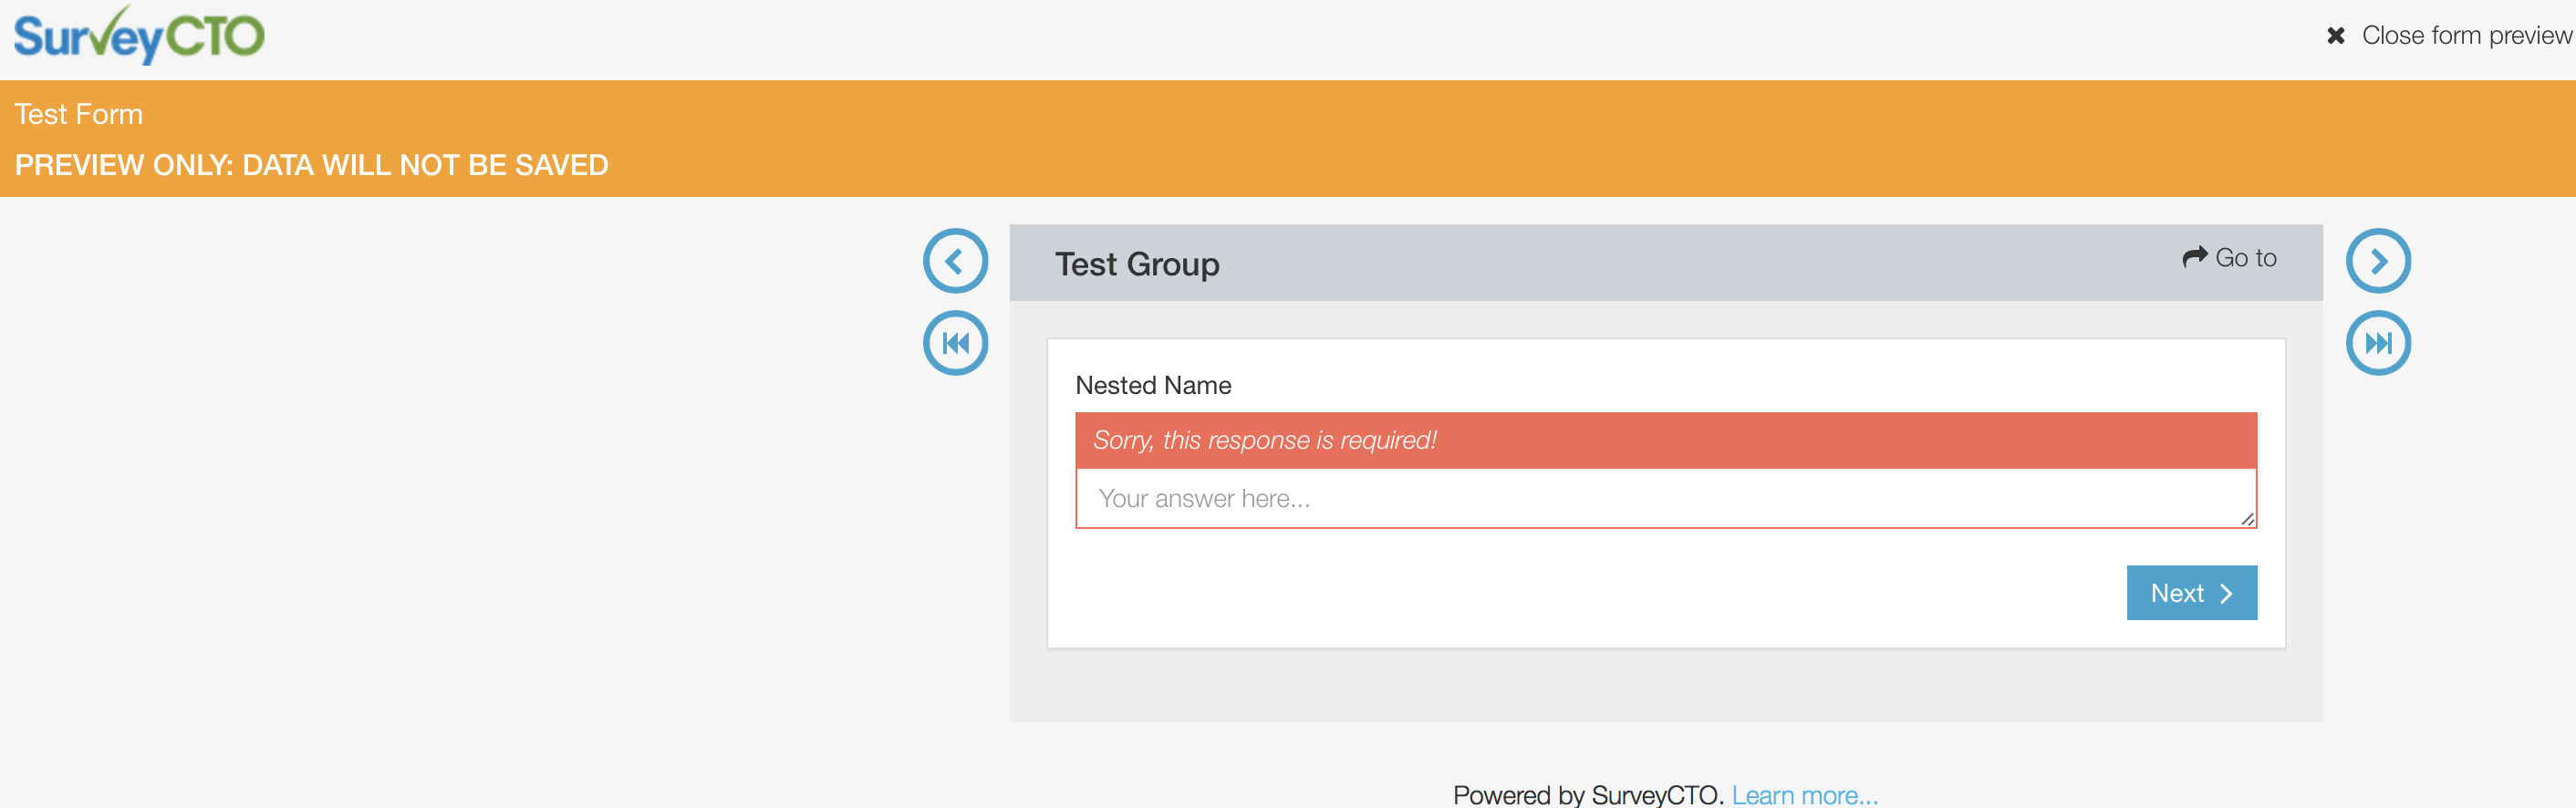 SurveyCTO
Close form preview
Test Form
PREVIEW ONLY: DATA WILL NOT BE SAVED
Test Group
Go to
Nested Name
Sorry, this response is required!
Your answer here...
Next
Powered by SurveyCTO. Learn more...